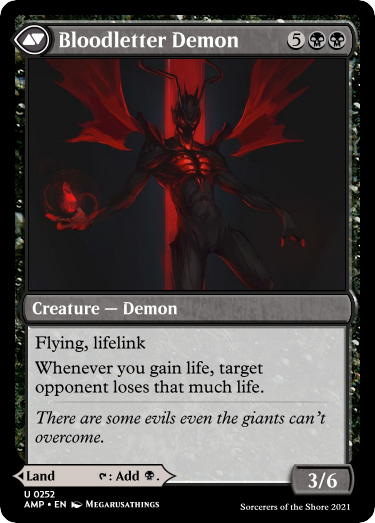 Bloodletter Demon 5
Creature — Demon
Flying, lifelink
Whenever you gain life, target
opponent loses that much life.
There are some evils even the giants can't
overcome.
Land : Add .
3/6
U 0252
AMP • EN Megarusathings
Sorcerers of the Shore 2021